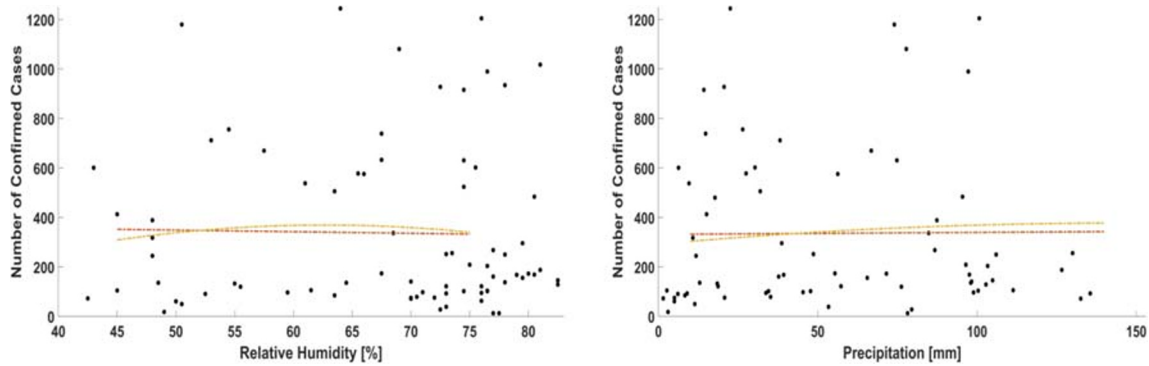 Number of Confirmed Cases
1200
1000
800
600
400
200
0
40 45 50 55 60 65 70 75 80
Relative Humidity [%]
Number of Confirmed Cases
1200
1000
800
600
400
200
0
0 50 100 150
Precipitation [mm]